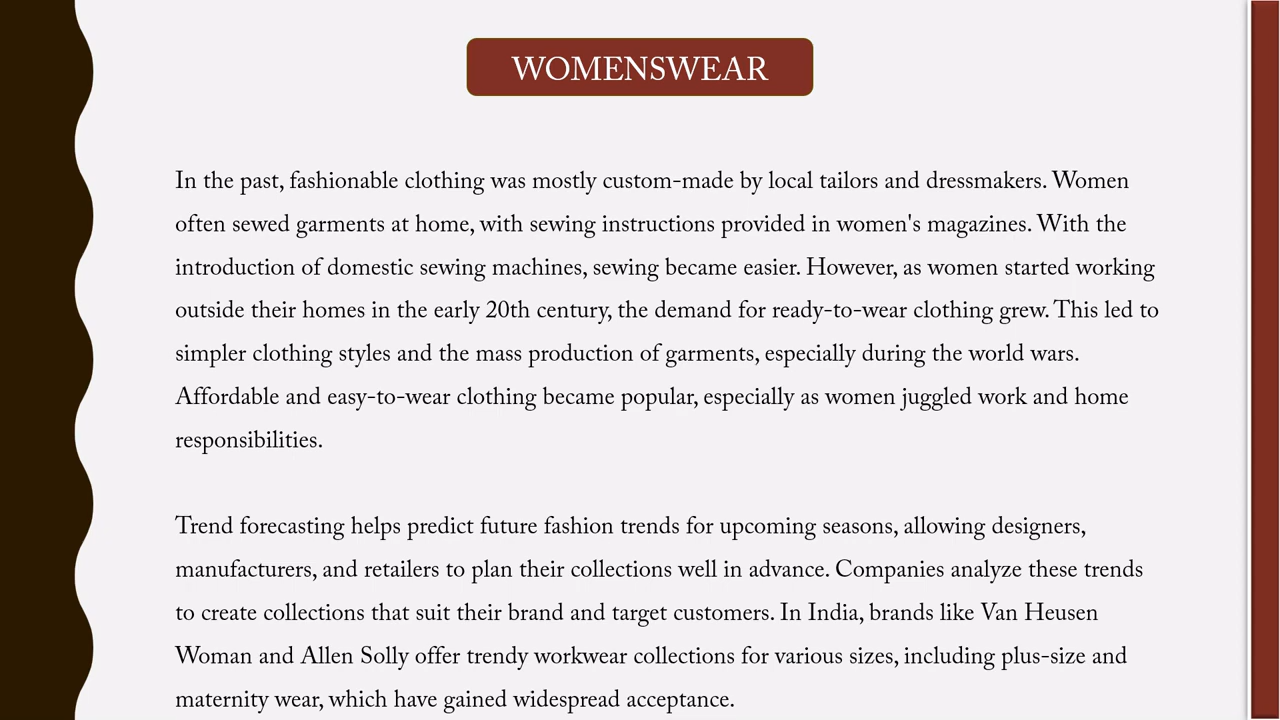 WOMENSWEAR
In the past, fashionable clothing was mostly custom-made by local tailors and dressmakers. Women
often sewed garments at home, with sewing instructions provided in women's magazines. With the
introduction of domestic sewing machines, sewing became easier. However, as women started working
outside their homes in the early 20th century, the demand for ready-to-wear clothing grew. This led to
simpler clothing styles and the mass production of garments, especially during the world wars.
Affordable and easy-to-wear clothing became popular, especially as women juggled work and home
responsibilities.
Trend forecasting helps predict future fashion trends for upcoming seasons, allowing designers,
manufacturers, and retailers to plan their collections well in advance. Companies analyze these trends
to create collections that suit their brand and target customers. In India, brands like Van Heusen
Woman and Allen Solly offer trendy workwear collections for various sizes, including plus-size and
maternity wear, which have gained widespread acceptance.